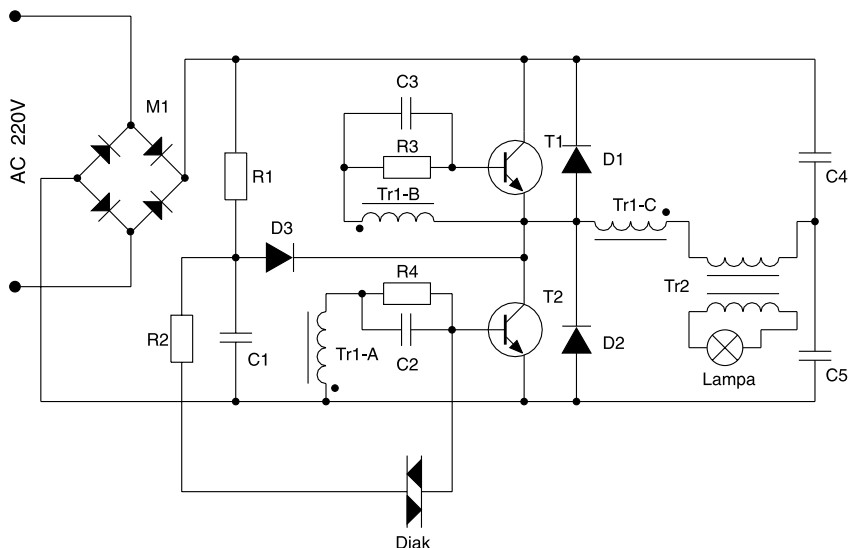 AC 220V
M1
R1
C3
R3
Tr1-B
T1
D1
C4
Tr1-C
D3
R4
T2
Tr2
R2
C1
Tr1-A
C2
D2
Lampa
C5
Diak